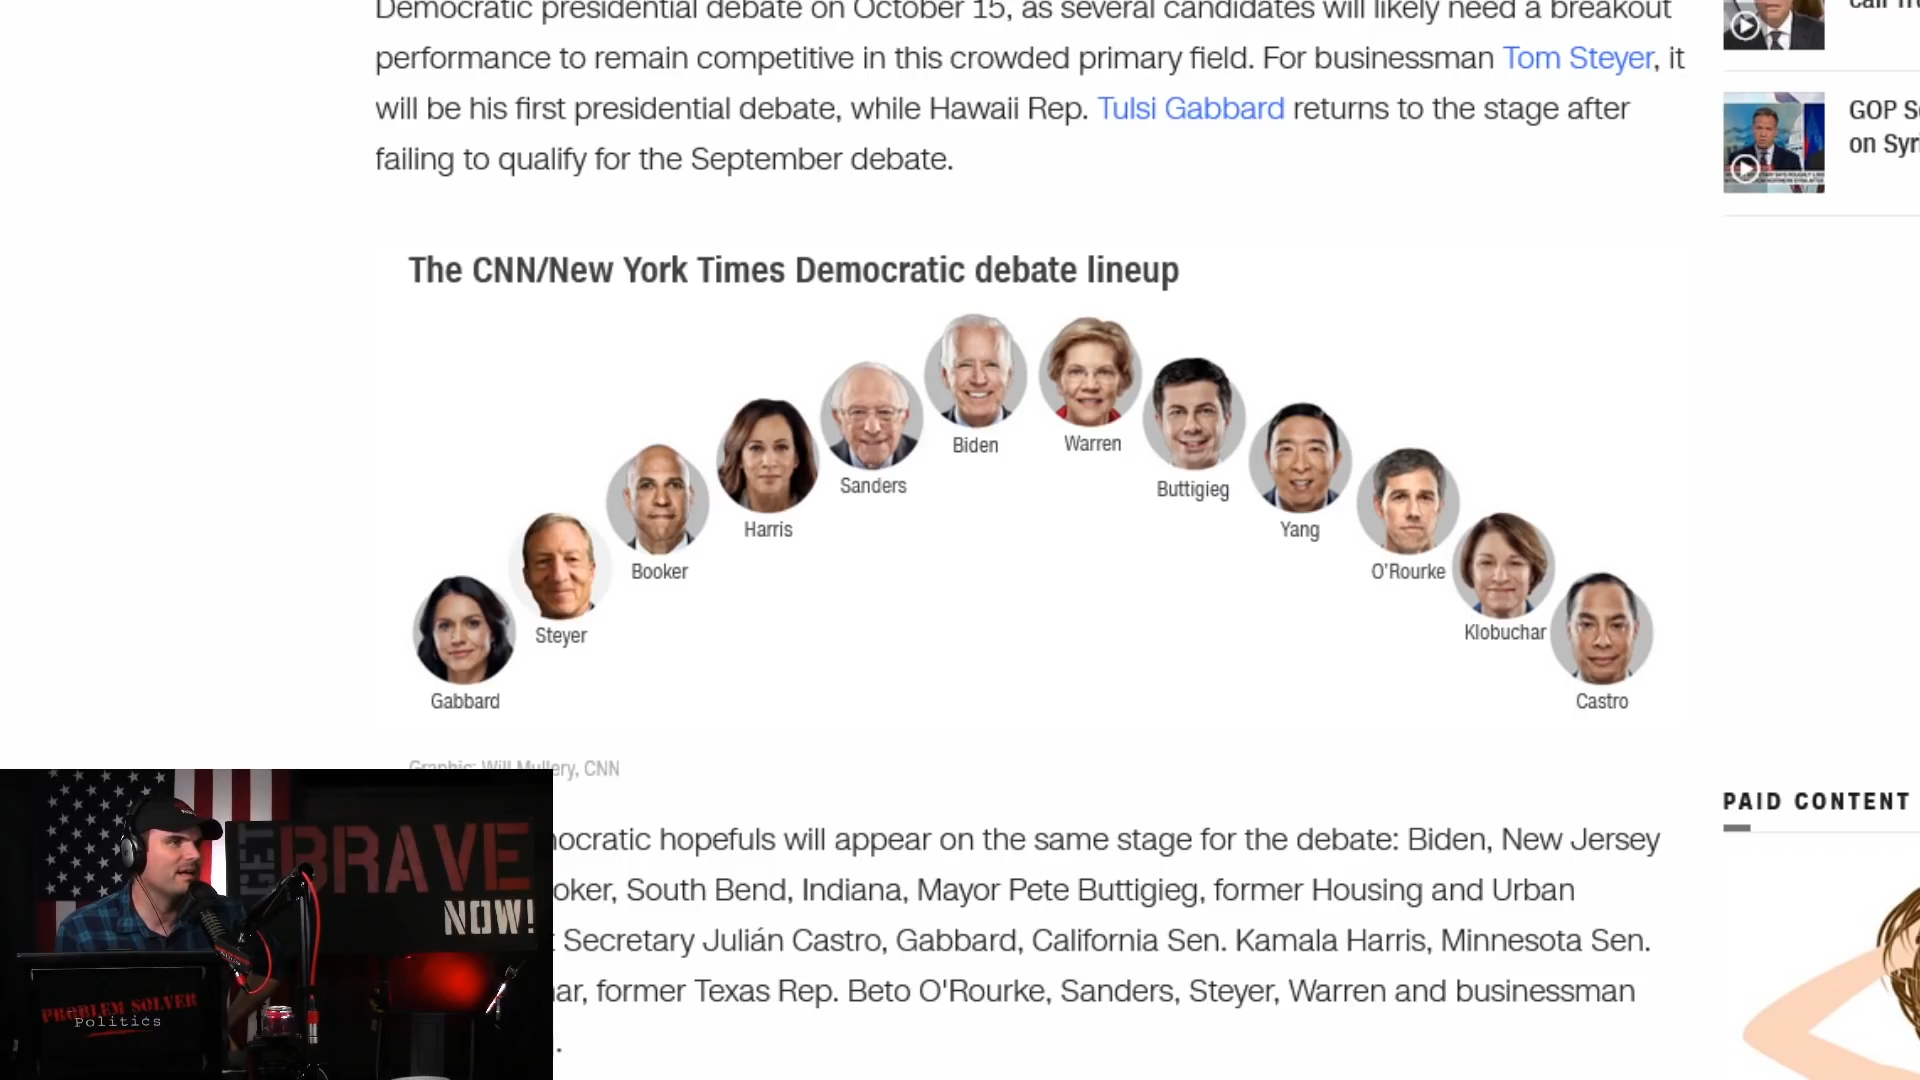 Democratic presidential debate on October 15, as several candidates will likely need a breakout
performance to remain competitive in this crowded primary field. For businessman Tom Steyer, it
will be his first presidential debate, while Hawaii Rep. Tulsi Gabbard returns to the stage after
failing to qualify for the September debate.
The CNN/New York Times Democratic debate lineup
Biden
Warren
Sanders
Buttigieg
Harris
Yang
Booker
O'Rourke
Steyer
Klobuchar
Gabbard
Castro
Graphic: Will Mullery, CNN
hopefuls will appear on the same stage for the debate: Biden, New Jersey
South Bend, Indiana, Mayor Pete Buttigieg, former Housing and Urban
Secretary Julián Castro, Gabbard, California Sen. Kamala Harris, Minnesota Sen.
former Texas Rep. Beto O'Rourke, Sanders, Steyer, Warren and businessman
GOP
on
PAID CONTENT
GET
BRAVE
NOW!
PROBLEM SOLVER
Politics